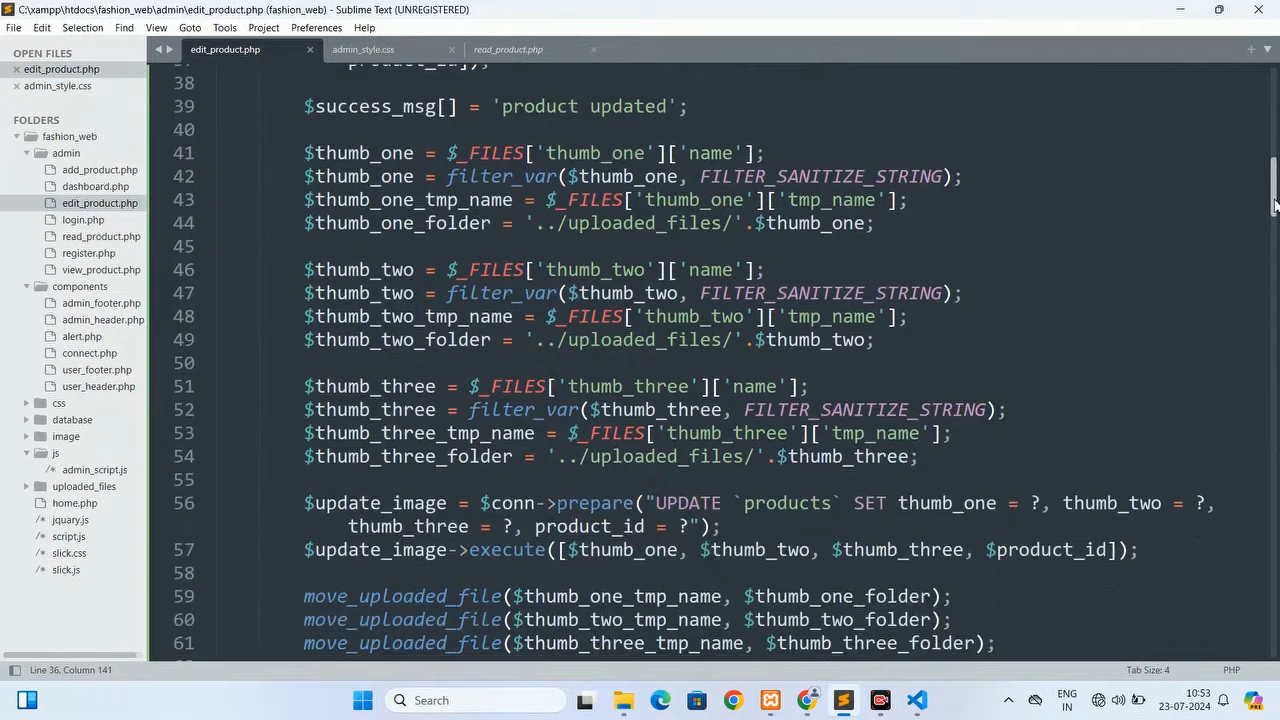 C:\xampp\htdocs\fashion_web\admin\edit_product.php (fashion_web) - Sublime Text (UNREGISTERED)
File Edit Selection Find View Goto Tools Project Preferences Help
OPEN FILES
edit_product.php
admin_style.css
FOLDERS
fashion_web
admin
add_product.php
dashboard.php
edit_product.php
login.php
read_product.php
register.php
view_product.php
components
admin_footer.php
admin_header.php
alert.php
connect.php
user_footer.php
user_header.php
css
database
image
js
admin_script.js
uploaded_files
home.php
jquary.js
script.js
slick.css
slick.js
edit_product.php admin_style.css read_product.php
37 product_id]);
38
39 $success_msg[] = 'product updated';
40
41 $thumb_one = $_FILES['thumb_one']['name'];
42 $thumb_one = filter_var($thumb_one, FILTER_SANITIZE_STRING);
43 $thumb_one_tmp_name = $_FILES['thumb_one']['tmp_name'];
44 $thumb_one_folder = '../uploaded_files/'.$thumb_one;
45
46 $thumb_two = $_FILES['thumb_two']['name'];
47 $thumb_two = filter_var($thumb_two, FILTER_SANITIZE_STRING);
48 $thumb_two_tmp_name = $_FILES['thumb_two']['tmp_name'];
49 $thumb_two_folder = '../uploaded_files/'.$thumb_two;
50
51 $thumb_three = $_FILES['thumb_three']['name'];
52 $thumb_three = filter_var($thumb_three, FILTER_SANITIZE_STRING);
53 $thumb_three_tmp_name = $_FILES['thumb_three']['tmp_name'];
54 $thumb_three_folder = '../uploaded_files/'.$thumb_three;
55
56 $update_image = $conn->prepare("UPDATE `products` SET thumb_one = ?, thumb_two = ?,
thumb_three = ?, product_id = ?");
57 $update_image->execute([$thumb_one, $thumb_two, $thumb_three, $product_id]);
58
59 move_uploaded_file($thumb_one_tmp_name, $thumb_one_folder);
60 move_uploaded_file($thumb_two_tmp_name, $thumb_two_folder);
61 move_uploaded_file($thumb_three_tmp_name, $thumb_three_folder);
Line 36, Column 141 Tab Size: 4 PHP
Search
ENG
IN
10:53
23-07-2024